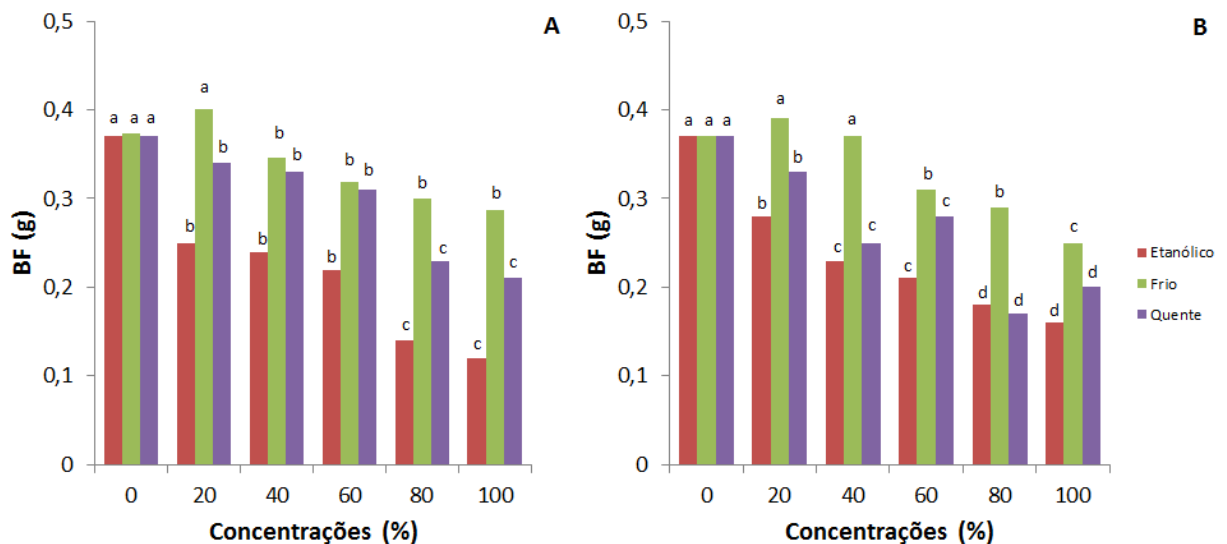 A
BF (g)
0,5
0,4
0,3
0,2
0,1
0
a a a
b a b
b b b
b b b
c b c
c b c
0 20 40 60 80 100
Concentrações (%)
B
BF (g)
0,5
0,4
0,3
0,2
0,1
0
a a a
b a b
c a c
c b c
d b d
d c d
0 20 40 60 80 100
Concentrações (%)
Etanólico
Frio
Quente